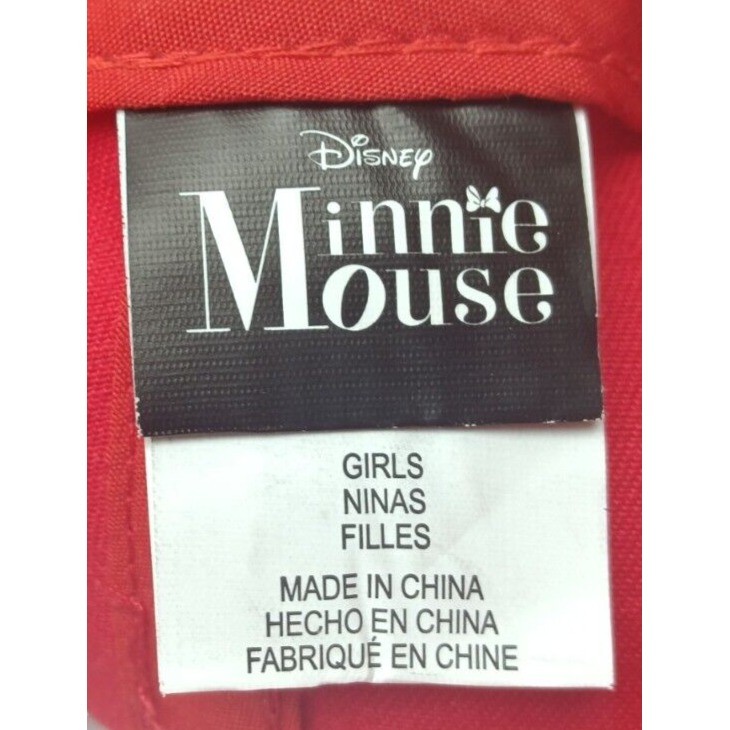 Disney
Minnie
Mouse
GIRLS
NINAS
FILLES
MADE IN CHINA
HECHO EN CHINA
FABRIQUÉ EN CHINE